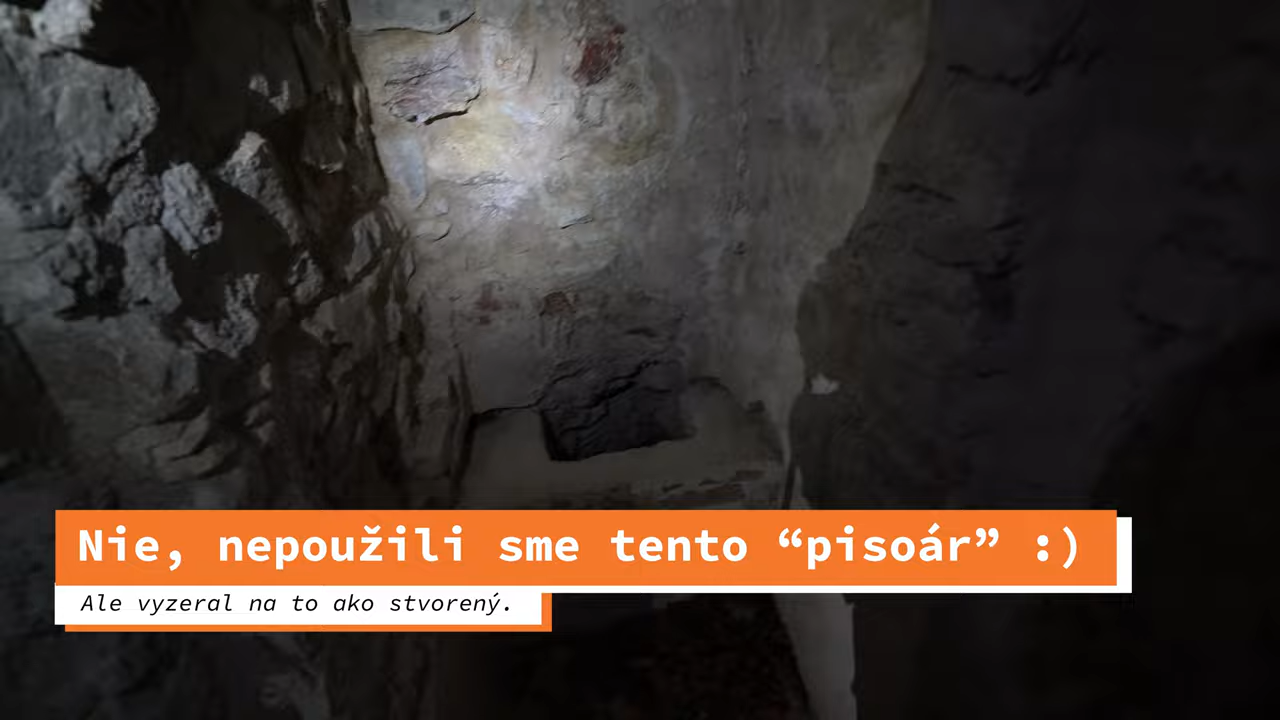 Nie, nepoužili sme tento “pisoár” :)
Ale vyzeral na to ako stvorený.